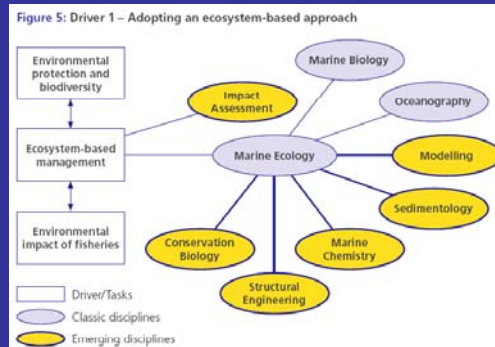 Figure 5: Driver 1 – Adopting an ecosystem-based approach
Environmental
protection and
biodiversity
Marine Biology
Impact
Assessment
Oceanography
Ecosystem-based
management
Marine Ecology
Modelling
Sedimentology
Environmental
impact of fisheries
Conservation
Biology
Marine
Chemistry
Structural
Engineering
Driver/Tasks
Classic disciplines
Emerging disciplines